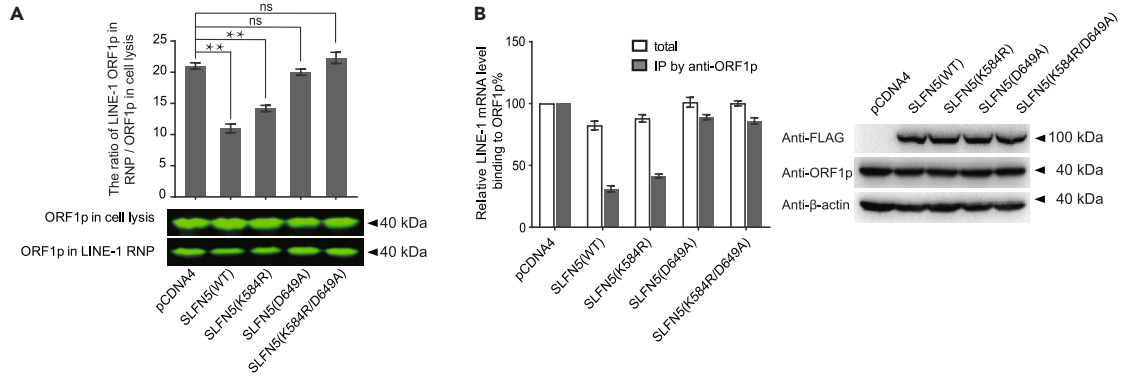 A
The ratio of LINE-1 ORF1p in
RNP / ORF1p in cell lysis
25
20
15
10
5
0
ns
ns
**
**
ORF1p in cell lysis
40 kDa
ORF1p in LINE-1 RNP
40 kDa
pCDNA4
SLFN5(WT)
SLFN5(K584R)
SLFN5(D649A)
SLFN5(K584R/D649A)
B
Relative LINE-1 mRNA level
binding to ORF1p%
150
100
50
0
total
IP by anti-ORF1p
pCDNA4
SLFN5(WT)
SLFN5(K584R)
SLFN5(D649A)
SLFN5(K584R/D649A)
pCDNA4
SLFN5(WT)
SLFN5(K584R)
SLFN5(D649A)
SLFN5(K584R/D649A)
Anti-FLAG
100 kDa
Anti-ORF1p
40 kDa
Anti-β-actin
40 kDa